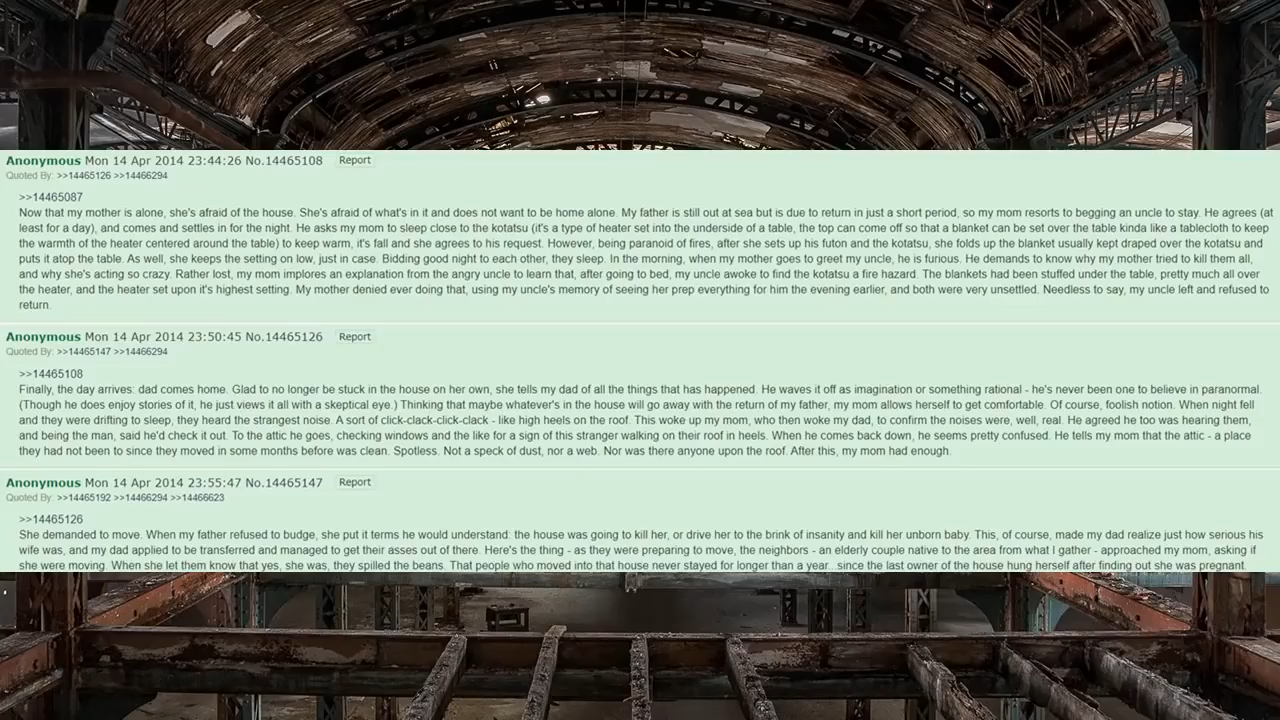 Anonymous Mon 14 Apr 2014 23:44:26 No.14465108 Report
Quoted By: >>14465126 >>14466294
>>14465087
Now that my mother is alone, she's afraid of the house. She's afraid of what's in it and does not want to be home alone. My father is still out at sea but is due to return in just a short period, so my mom resorts to begging an uncle to stay. He agrees (at
least for a day), and comes and settles in for the night. He asks my mom to sleep close to the kotatsu (it's a type of heater set into the underside of a table, the top can come off so that a blanket can be set over the table kinda like a tablecloth to keep
the warmth of the heater centered around the table) to keep warm, it's fall and she agrees to his request. However, being paranoid of fires, after she sets up his futon and the kotatsu, she folds up the blanket usually kept draped over the kotatsu and
puts it atop the table. As well, she keeps the setting on low, just in case. Bidding good night to each other, they sleep. In the morning, when my mother goes to greet my uncle, he is furious. He demands to know why my mother tried to kill them all,
and why she's acting so crazy. Rather lost, my mom implores an explanation from the angry uncle to learn that, after going to bed, my uncle awoke to find the kotatsu a fire hazard. The blankets had been stuffed under the table, pretty much all over
the heater, and the heater set upon it's highest setting. My mother denied ever doing that, using my uncle's memory of seeing her prep everything for him the evening earlier, and both were very unsettled. Needless to say, my uncle left and refused to
return.
Anonymous Mon 14 Apr 2014 23:50:45 No.14465126 Report
Quoted By: >>14465147 >>14466294
>>14465108
Finally, the day arrives: dad comes home. Glad to no longer be stuck in the house on her own, she tells my dad of all the things that has happened. He waves it off as imagination or something rational - he's never been one to believe in paranormal.
(Though he does enjoy stories of it, he just views it all with a skeptical eye.) Thinking that maybe whatever's in the house will go away with the return of my father, my mom allows herself to get comfortable. Of course, foolish notion. When night fell
and they were drifting to sleep, they heard the strangest noise. A sort of click-clack-click-clack - like high heels on the roof. This woke up my mom, who then woke my dad, to confirm the noises were, well, real. He agreed he too was hearing them,
and being the man, said he'd check it out. To the attic he goes, checking windows and the like for a sign of this stranger walking on their roof in heels. When he comes back down, he seems pretty confused. He tells my mom that the attic - a place
they had not been to since they moved in some months before was clean. Spotless. Not a speck of dust, nor a web. Nor was there anyone upon the roof. After this, my mom had enough.
Anonymous Mon 14 Apr 2014 23:55:47 No.14465147 Report
Quoted By: >>14465192 >>14466294 >>14466623
>>14465126
She demanded to move. When my father refused to budge, she put it terms he would understand: the house was going to kill her, or drive her to the brink of insanity and kill her unborn baby. This, of course, made my dad realize just how serious his
wife was, and my dad applied to be transferred and managed to get their asses out of there. Here's the thing - as they were preparing to move, the neighbors - an elderly couple native to the area from what I gather - approached my mom, asking if
she were moving. When she let them know that yes, she was, they spilled the beans. That people who moved into that house never stayed for longer than a year.. since the last owner of the house hung herself after finding out she was pregnant.